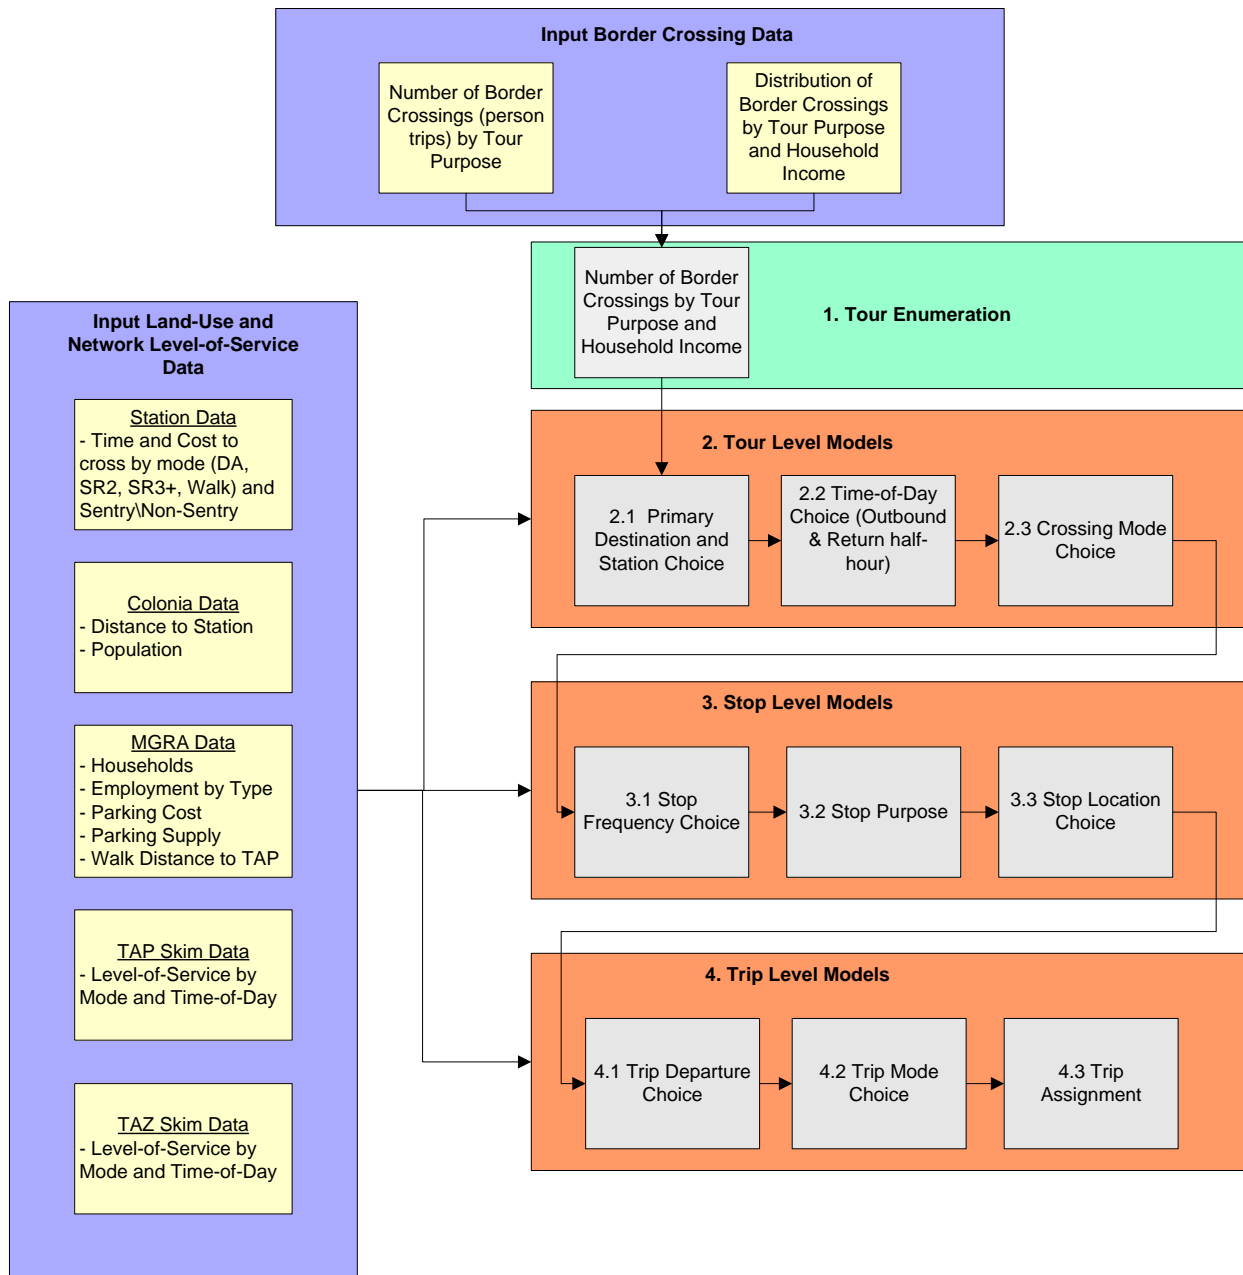 Input Border Crossing Data
Number of Border
Crossings (person
trips) by Tour
Purpose
Distribution of
Border Crossings
by Tour Purpose
and Household
Income
Number of Border
Crossings by Tour
Purpose and
Household Income
1. Tour Enumeration
Input Land-Use and
Network Level-of-Service
Data
Station Data
- Time and Cost to
cross by mode (DA,
SR2, SR3+, Walk) and
Sentry\Non-Sentry
Colonia Data
- Distance to Station
- Population
MGRA Data
- Households
- Employment by Type
- Parking Cost
- Parking Supply
- Walk Distance to TAP
TAP Skim Data
- Level-of-Service by
Mode and Time-of-Day
TAZ Skim Data
- Level-of-Service by
Mode and Time-of-Day
2. Tour Level Models
2.1 Primary
Destination and
Station Choice
2.2 Time-of-Day
Choice (Outbound
& Return half-
hour)
2.3 Crossing Mode
Choice
3. Stop Level Models
3.1 Stop
Frequency Choice
3.2 Stop Purpose
3.3 Stop Location
Choice
4. Trip Level Models
4.1 Trip Departure
Choice
4.2 Trip Mode
Choice
4.3 Trip
Assignment